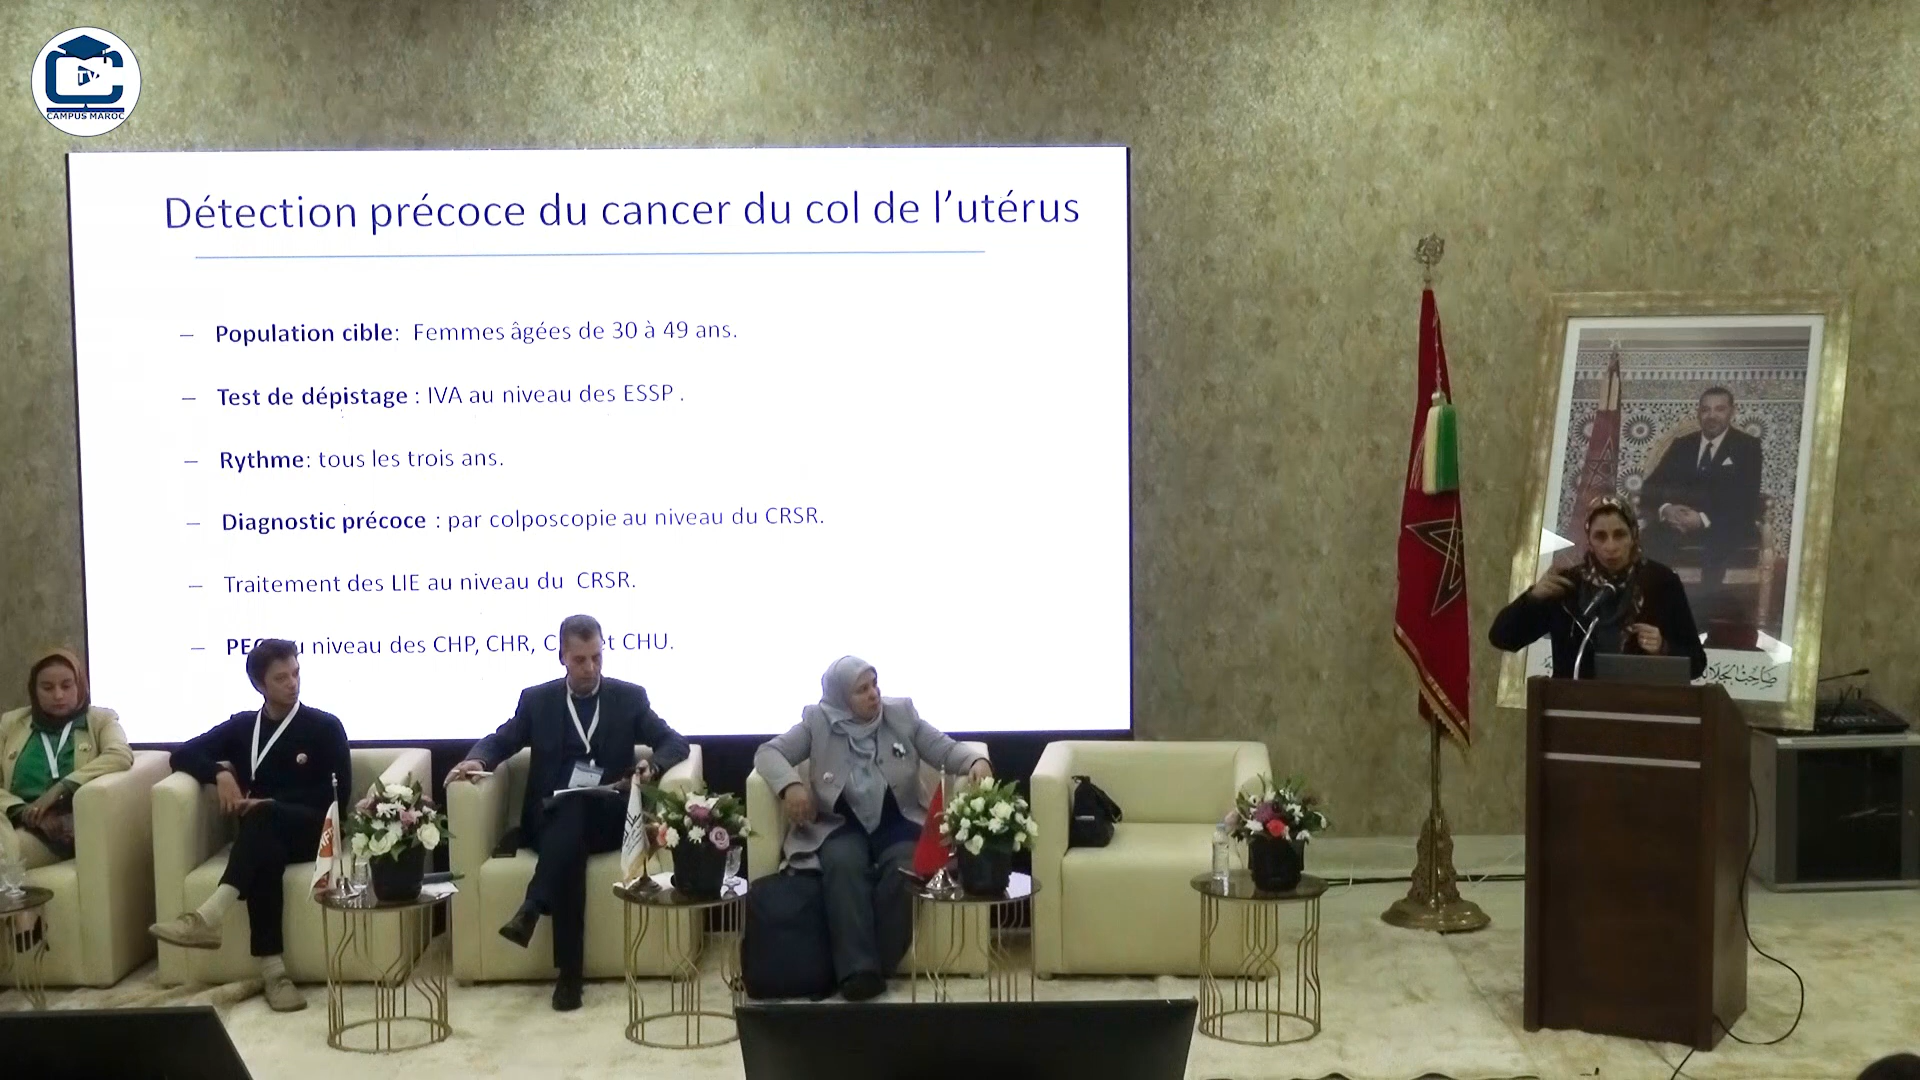 TV
CAMPUS MAROC
Détection précoce du cancer du col de l’utérus
– Population cible: Femmes âgées de 30 à 49 ans.
– Test de dépistage : IVA au niveau des ESSP .
– Rythme: tous les trois ans.
– Diagnostic précoce : par colposcopie au niveau du CRSR.
– Traitement des LIE au niveau du CRSR.
– niveau des CHP, CHR, et CHU.